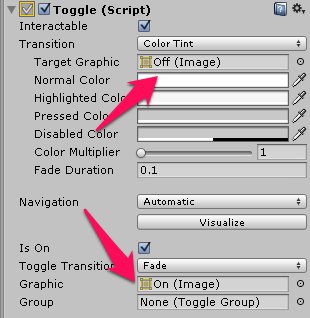 Toggle (Script)
Interactable
Transition Color Tint
Target Graphic Off (Image)
Normal Color
Highlighted Colo
Pressed Color
Disabled Color
Color Multiplier 1
Fade Duration 0.1
Navigation Automatic
Visualize
Is On
Toggle Transition Fade
Graphic On (Image)
Group None (Toggle Group)